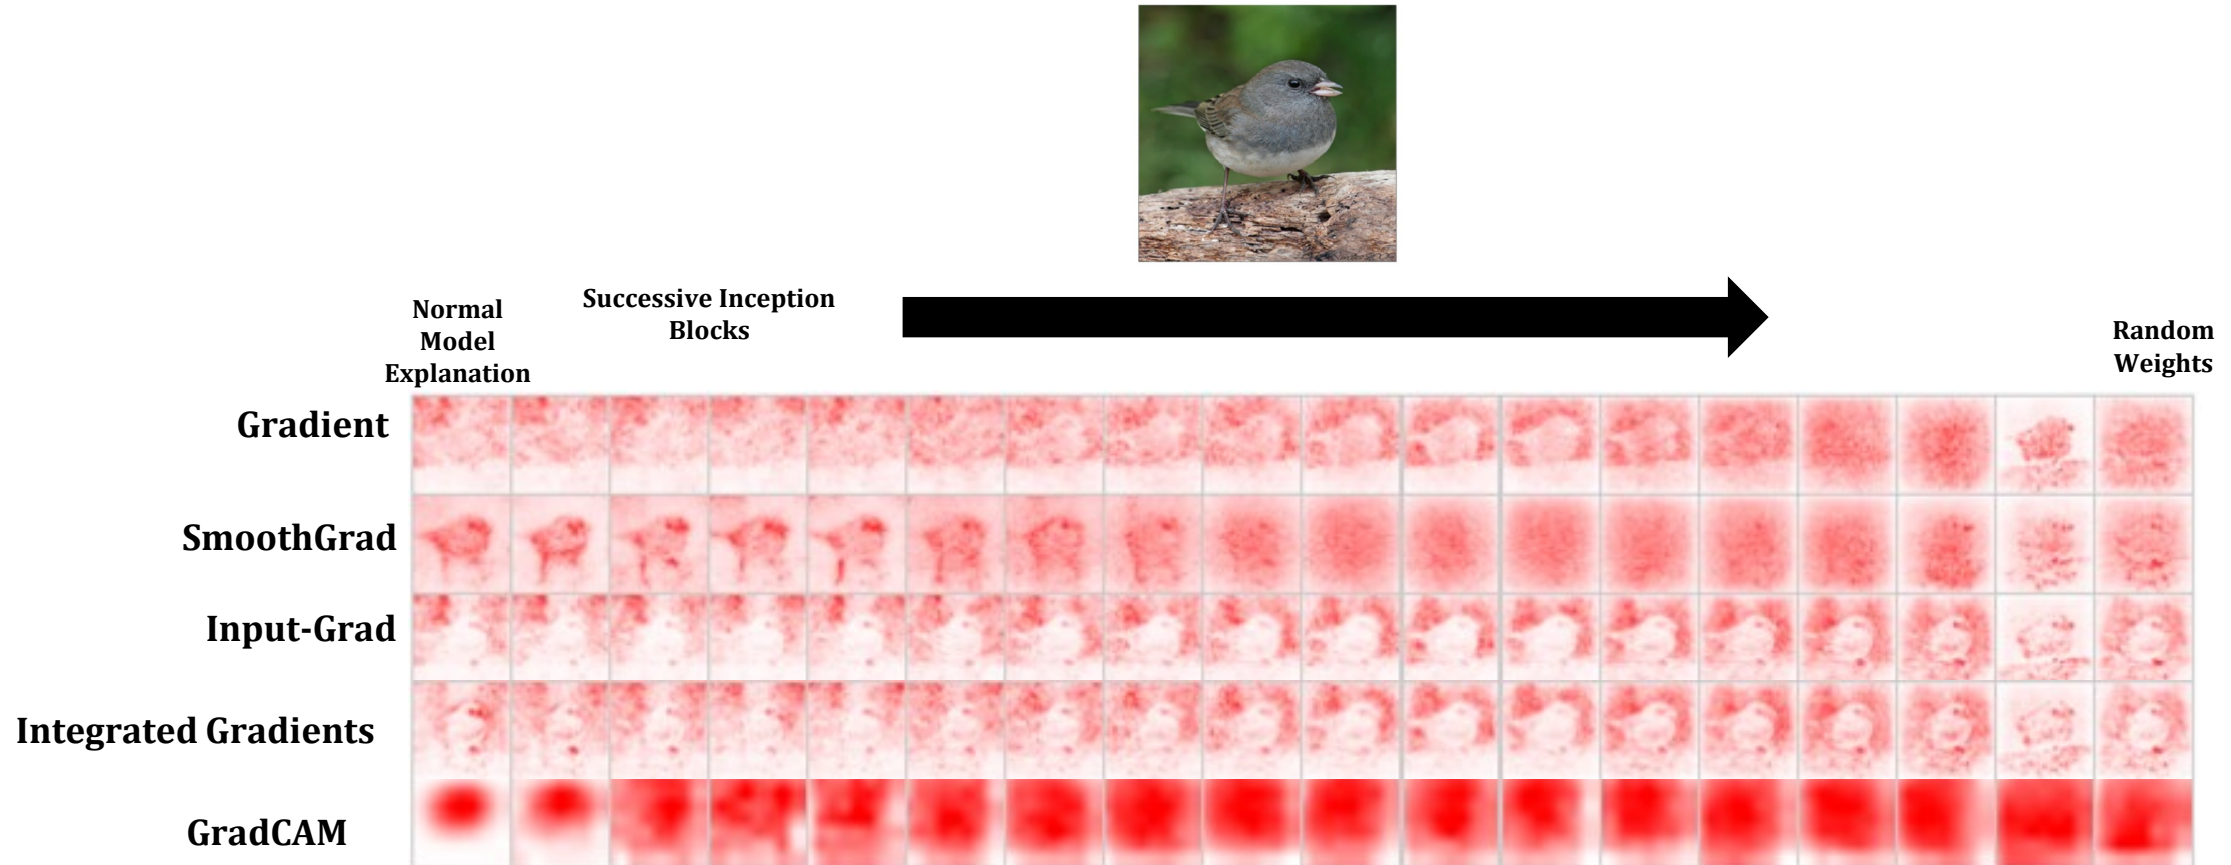 Normal
Model
Explanation
Successive Inception
Blocks
Random
Weights
Gradient
SmoothGrad
Input-Grad
Integrated Gradients
GradCAM